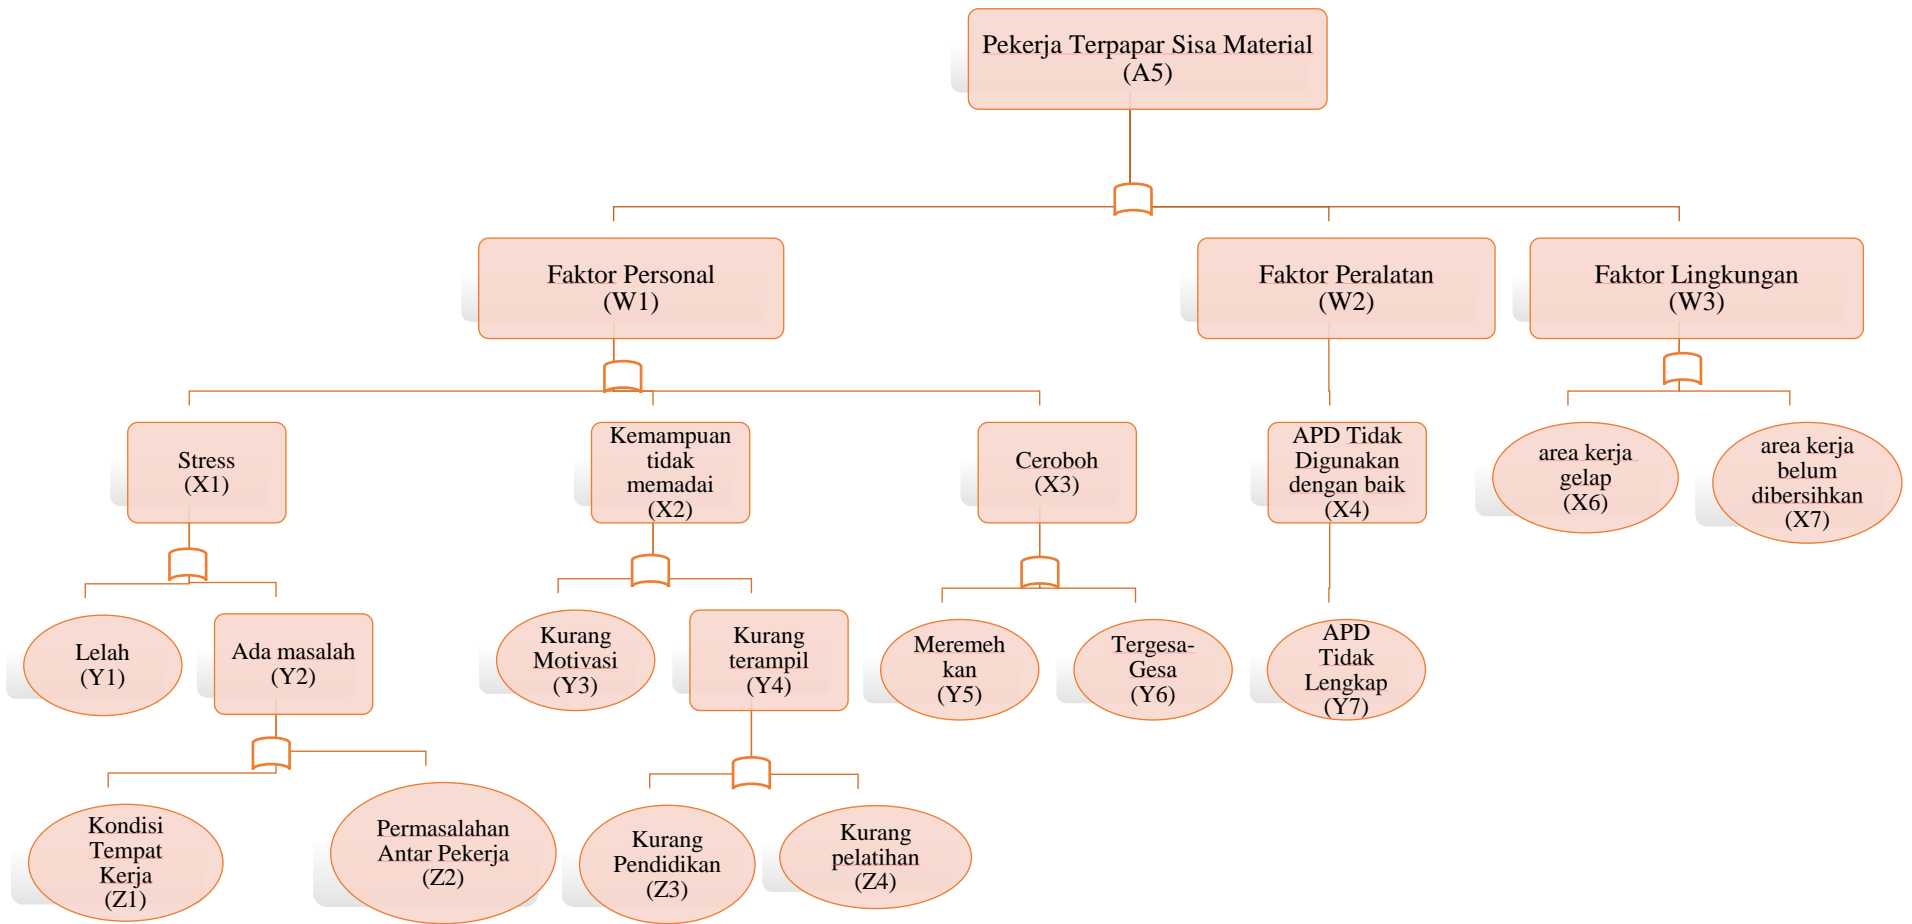 Pekerja Terpapar Sisa Material
(A5)
Faktor Personal
(W1)
Faktor Peralatan
(W2)
Faktor Lingkungan
(W3)
Stress
(X1)
Kemampuan
tidak
memadai
(X2)
Ceroboh
(X3)
APD Tidak
Digunakan
dengan baik
(X4)
area kerja
gelap
(X6)
area kerja
belum
dibersihkan
(X7)
Lelah
(Y1)
Ada masalah
(Y2)
Kurang
Motivasi
(Y3)
Kurang
terampil
(Y4)
Meremeh
kan
(Y5)
Tergesa-
Gesa
(Y6)
APD
Tidak
Lengkap
(Y7)
Kondisi
Tempat
Kerja
(Z1)
Permasalahan
Antar Pekerja
(Z2)
Kurang
Pendidikan
(Z3)
Kurang
pelatihan
(Z4)